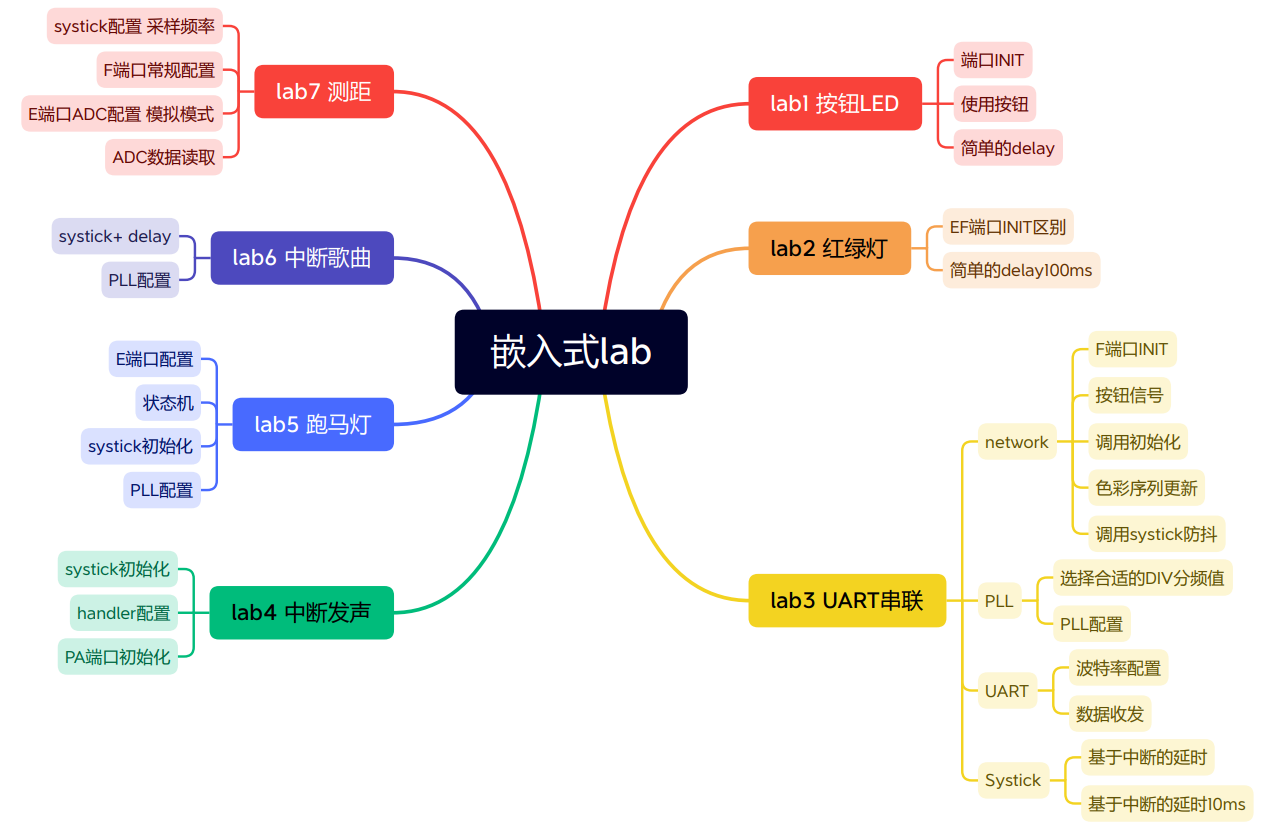 嵌入式lab
lab1 按钮LED
端口INIT
使用按钮
简单的delay
lab2 红绿灯
EF端口INIT区别
简单的delay100ms
lab3 UART串联
network
F端口INIT
按钮信号
调用初始化
色彩序列更新
调用systick防抖
PLL
选择合适的DIV分频值
PLL配置
UART
波特率配置
数据收发
Systick
基于中断的延时
基于中断的延时10ms
lab4 中断发声
systick初始化
handler配置
PA端口初始化
lab5 跑马灯
E端口配置
状态机
systick初始化
PLL配置
lab6 中断歌曲
systick+ delay
PLL配置
lab7 测距
systick配置 采样频率
F端口常规配置
E端口ADC配置 模拟模式
ADC数据读取